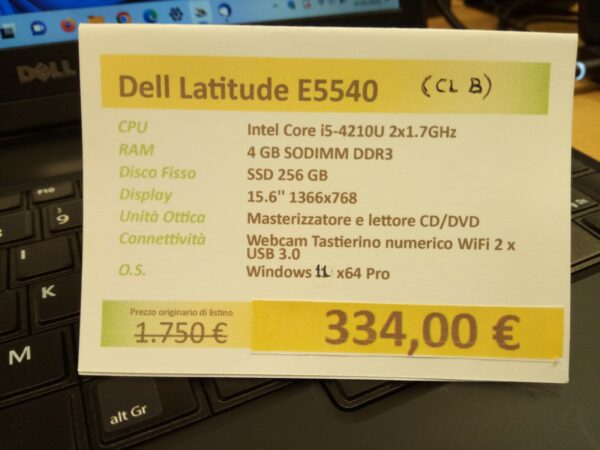 DELL
Dell Latitude E5540 (CL B)
CPU Intel Core i5-4210U 2x1.7GHz
RAM 4 GB SODIMM DDR3
Disco Fisso SSD 256 GB
Display 15.6'' 1366x768
Unità Ottica Masterizzatore e lettore CD/DVD
Connettività Webcam Tastierino numerico WiFi 2 x
USB 3.0
O.S. Windows 11 x64 Pro
Prezzo originario di listino
1.750 € 334,00 €
F10
9
I
K
M
alt Gr